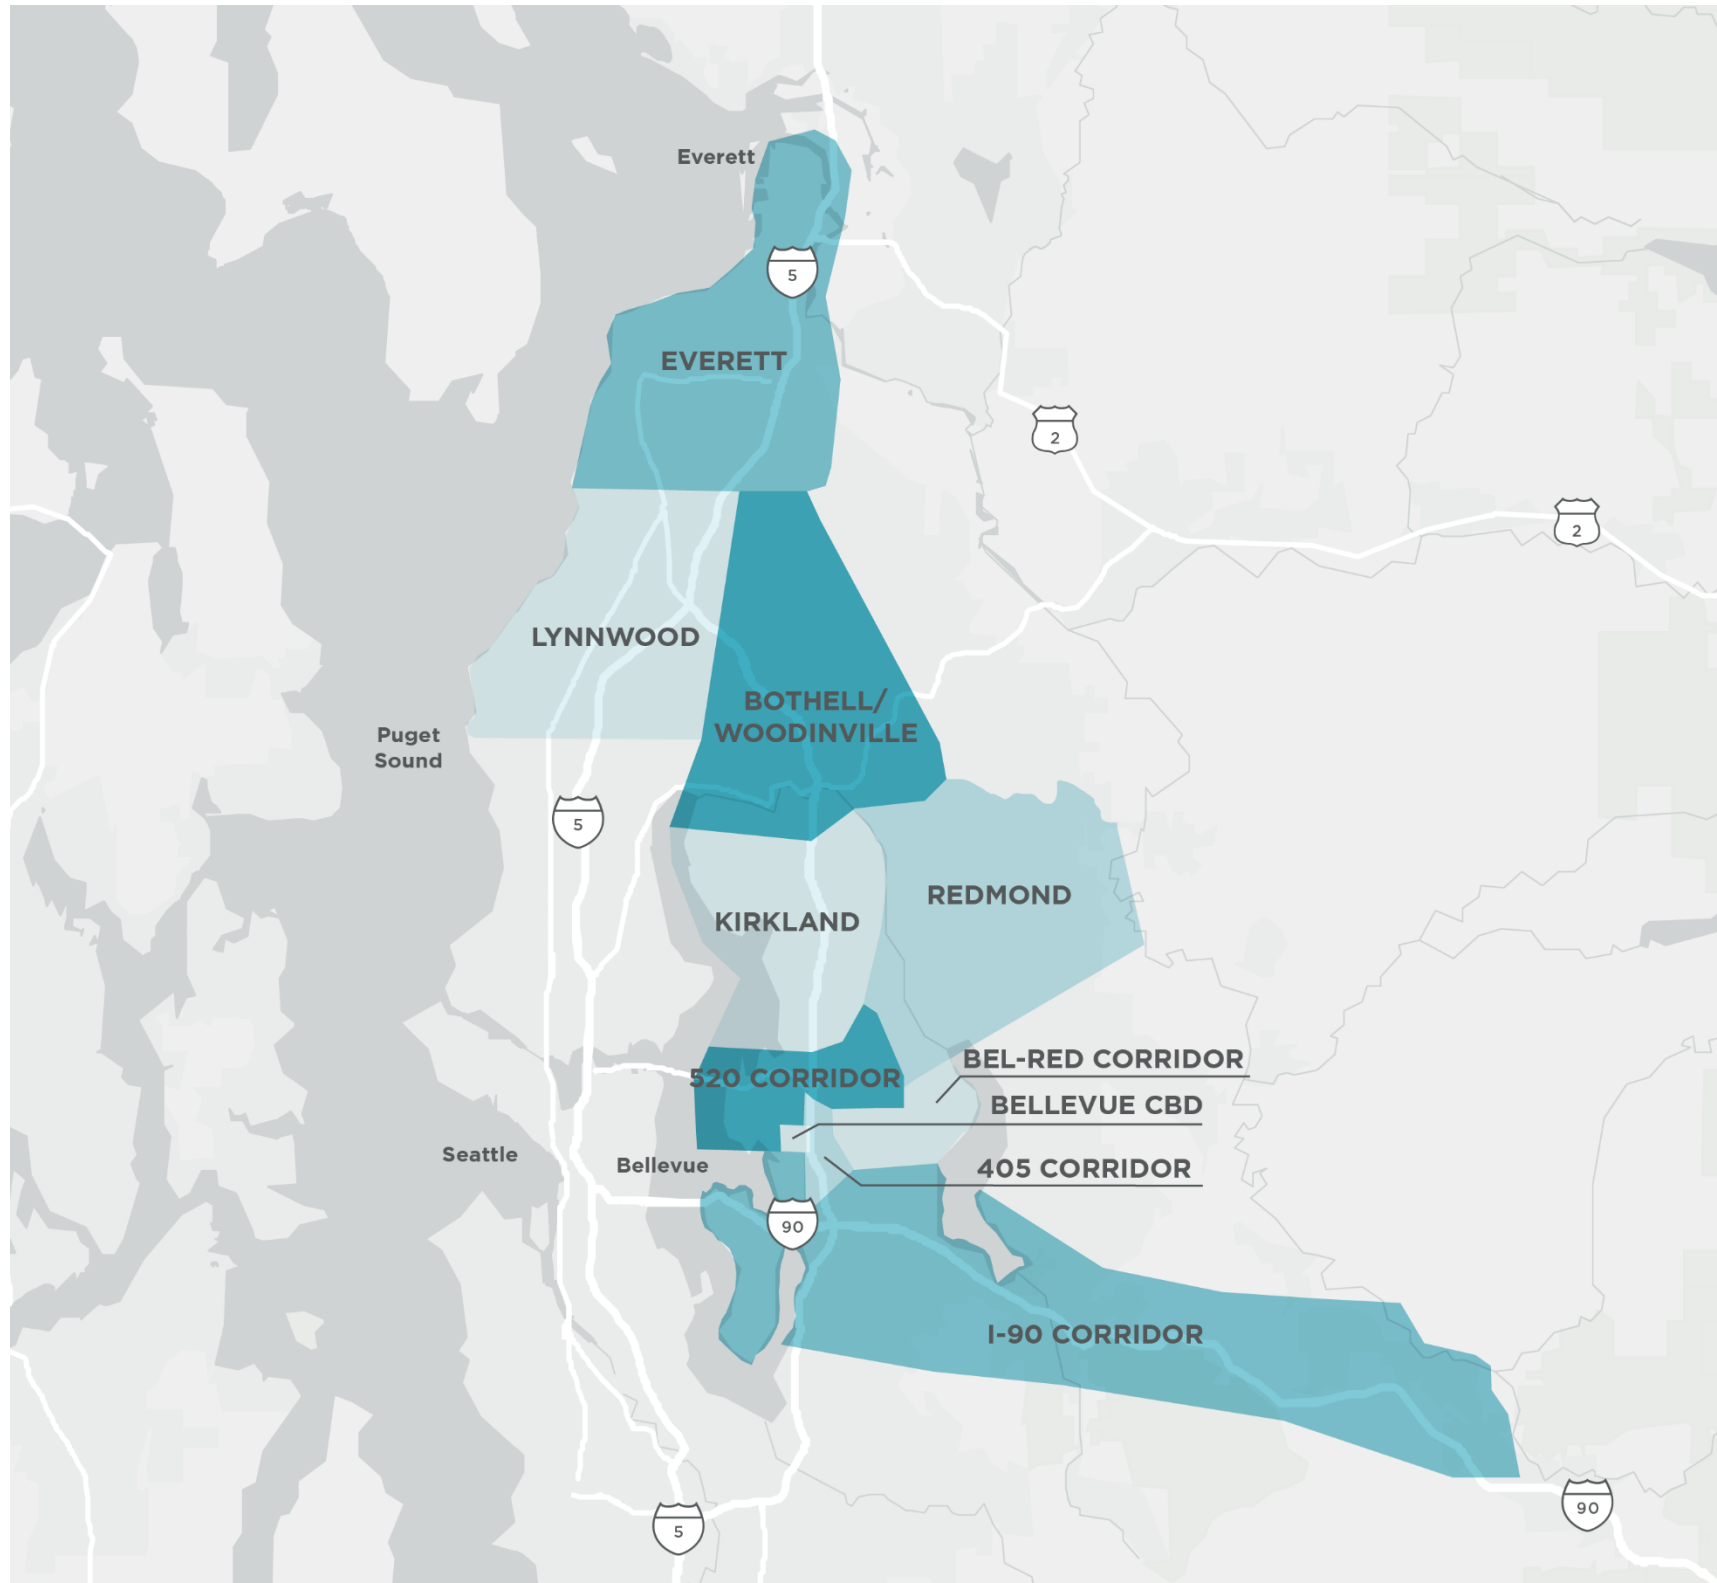 Everett
5
EVERETT
2
2
LYNNWOOD
BOTHELL/
WOODINVILLE
Puget
Sound
5
REDMOND
KIRKLAND
BEL-RED CORRIDOR
520 CORRIDOR
BELLEVUE CBD
Seattle
Bellevue
405 CORRIDOR
90
I-90 CORRIDOR
90
5